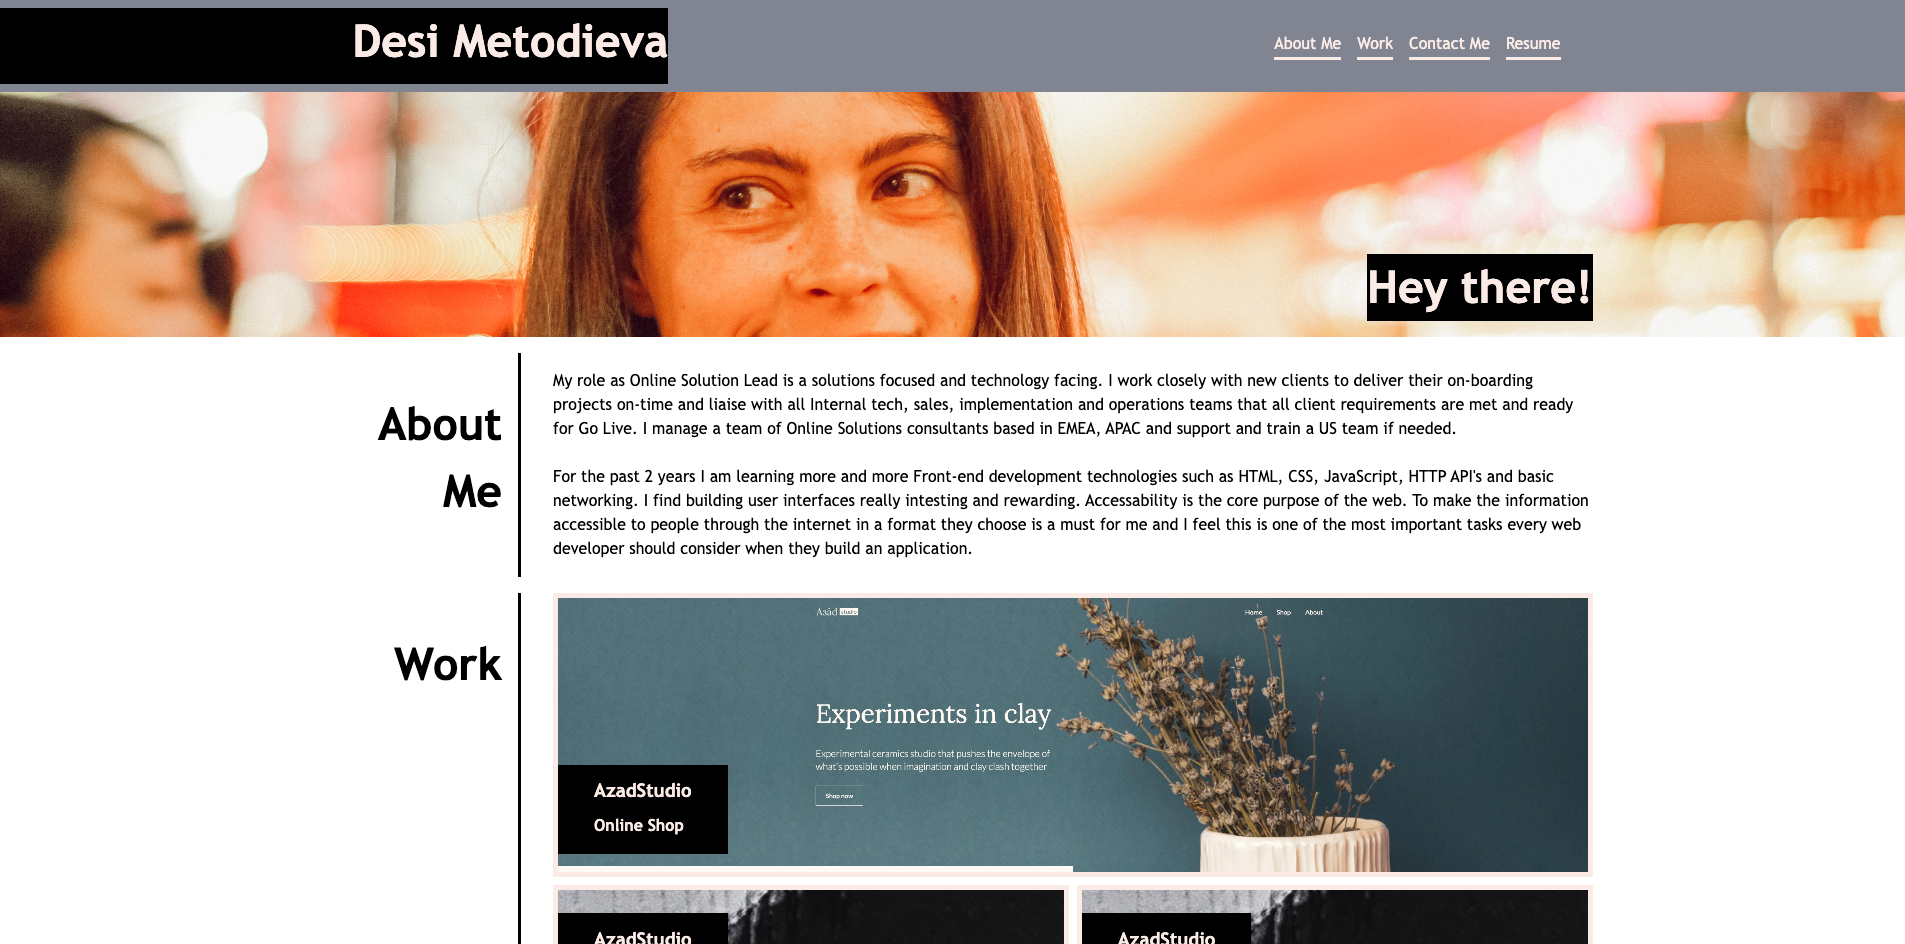 Desi Metodieva
About Me Work Contact Me Resume
Hey there!
About
Me
My role as Online Solution Lead is a solutions focused and technology facing. I work closely with new clients to deliver their on-boarding
projects on-time and liaise with all Internal tech, sales, implementation and operations teams that all client requirements are met and ready
for Go Live. I manage a team of Online Solutions consultants based in EMEA, APAC and support and train a US team if needed.
For the past 2 years I am learning more and more Front-end development technologies such as HTML, CSS, JavaScript, HTTP API's and basic
networking. I find building user interfaces really intesting and rewarding. Accessability is the core purpose of the web. To make the information
accessible to people through the internet in a format they choose is a must for me and I feel this is one of the most important tasks every web
developer should consider when they build an application.
Work
Azàd studio
Home Shop About
Experiments in clay
Experimental ceramics studio that pushes the envelope of
what's possible when imagination and clay clash together
Shop now
AzadStudio
Online Shop
AzadStudio
AzadStudio